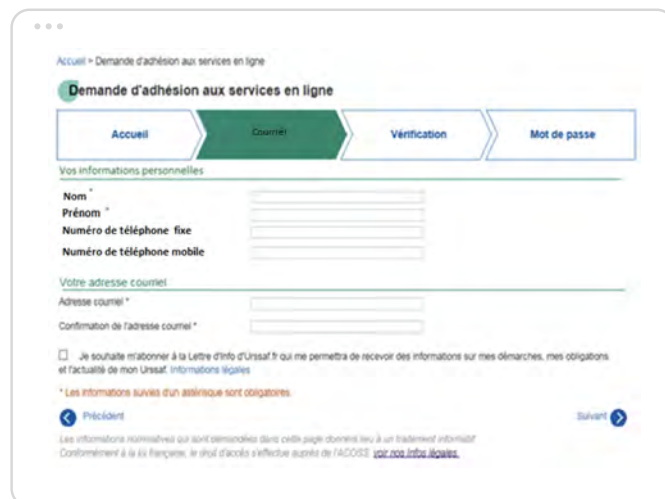 Accueil > Demande d'adhésion aux services en ligne
Demande d'adhésion aux services en ligne
Accueil
Courriel
Vérification
Mot de passe
Vos informations personnelles
Nom *
Prénom *
Numéro de téléphone fixe
Numéro de téléphone mobile
Votre adresse courriel
Adresse courriel *
Confirmation de l'adresse courriel *
Je souhaite m'abonner à la Lettre d'Info d'Urssaf.fr qui me permettra de recevoir des informations sur mes démarches, mes obligations
et l'actualité de mon Urssaf. Informations légales
* Les informations suivies d'un astérisque sont obligatoires
Précédent
Suivant
Les informations nominatives qui sont demandées dans cette page donnent lieu à un traitement informatif
Conformément à la loi française, le droit d'accès s'effectue auprès de l'ACOSS. voir nos Infos légales.